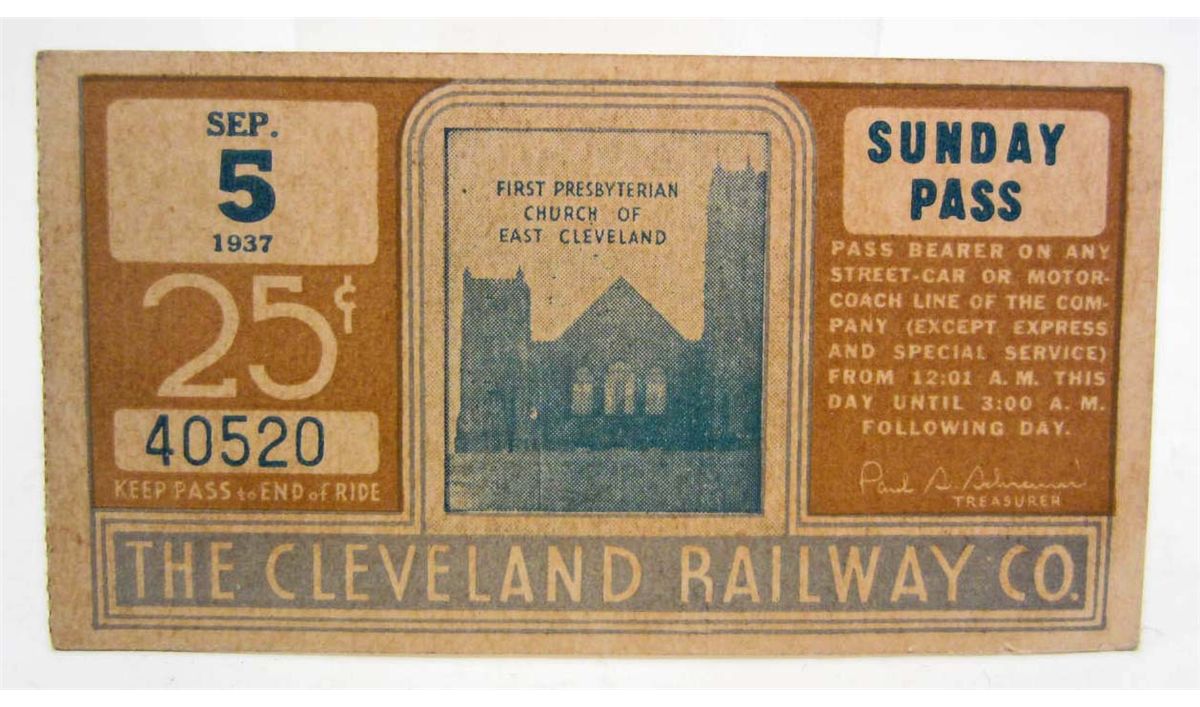 SEP.
5
1937
25¢
40520
KEEP PASS to END of RIDE
FIRST PRESBYTERIAN
CHURCH OF
EAST CLEVELAND
SUNDAY
PASS
PASS BEARER ON ANY
STREET-CAR OR MOTOR-
COACH LINE OF THE COM-
PANY (EXCEPT EXPRESS
AND SPECIAL SERVICE)
FROM 12:01 A. M. THIS
DAY UNTIL 3:00 A. M.
FOLLOWING DAY.
Paul
TREASURER
THE CLEVELAND RAILWAY CO.